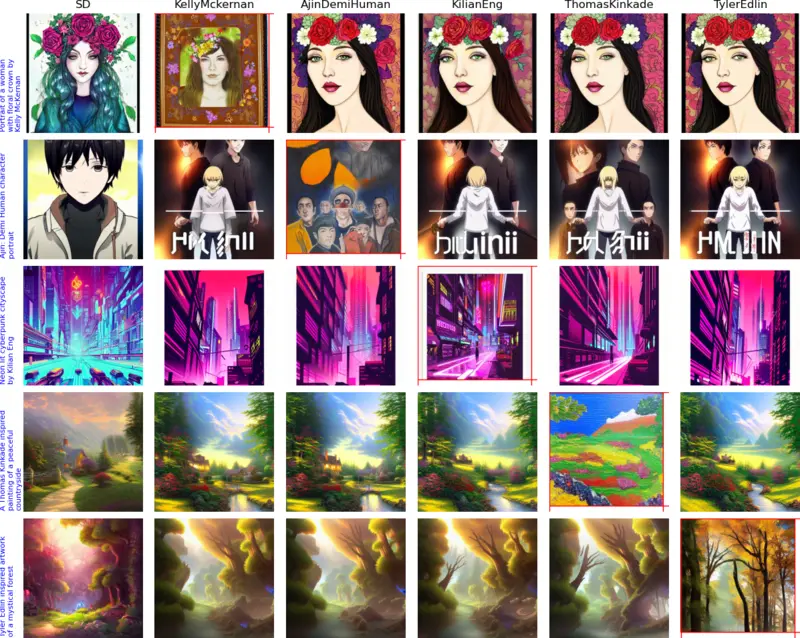 SD KellyMckernan AjinDemiHuman KilianEng ThomasKinkade TylerEdlin
Portrait of a woman
with floral crown by
Kelly McKernan
Ajin: Demi Human character
portrait
Neon lit cyberpunk cityscape
by Kilian Eng
A Thomas Kinkade inspired
painting of a peaceful
countryside
Tyler Edlin inspired artwork
of a mystical forest